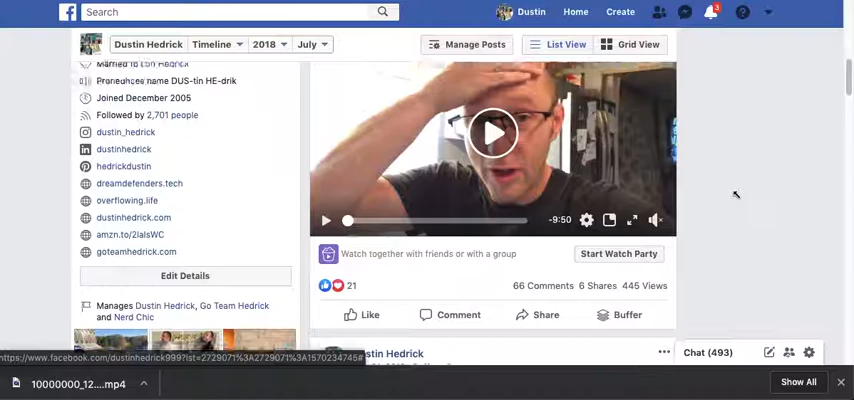 Search
Dustin Home Create 3
Dustin Hedrick Timeline 2018 July Manage Posts List View Grid View
Married to Lori Hedrick
Pronounces name DUS-tin HE-drik
Joined December 2005
Followed by 2,701 people
dustin_hedrick
dustinhedrick
hedrickdustin
dreamdefenders.tech
overflowing.life
dustinhedrick.com
amzn.to/2IalsWC
goteamhedrick.com
Edit Details
Manages Dustin Hedrick, Go Team Hedrick
and Nerd Chic
-9:50
Watch together with friends or with a group Start Watch Party
21 66 Comments 6 Shares 445 Views
Like Comment Share Buffer
stin Hedrick
Chat (493)
https://www.facebook.com/dustinhedrick999?lst=2729071%3A2729071%3A1570234745#
10000000_12....mp4 Show All